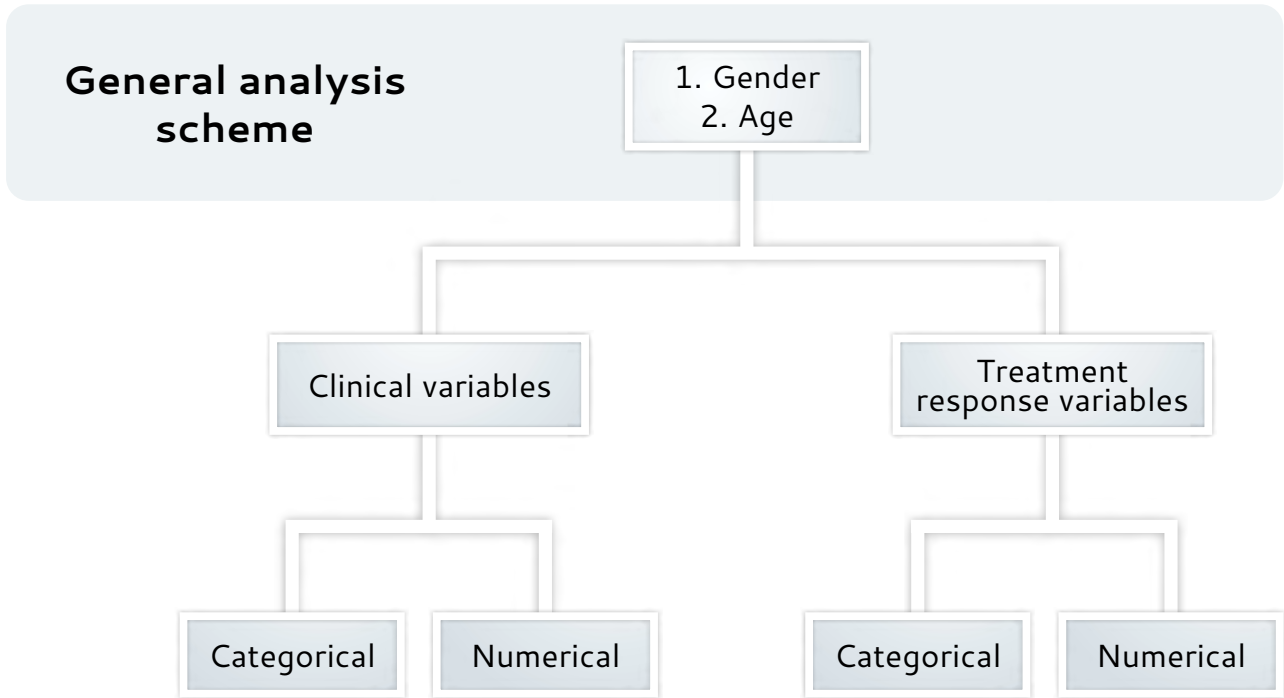 General analysis
scheme
1. Gender
2. Age
Clinical variables
Treatment
response variables
Categorical
Numerical
Categorical
Numerical